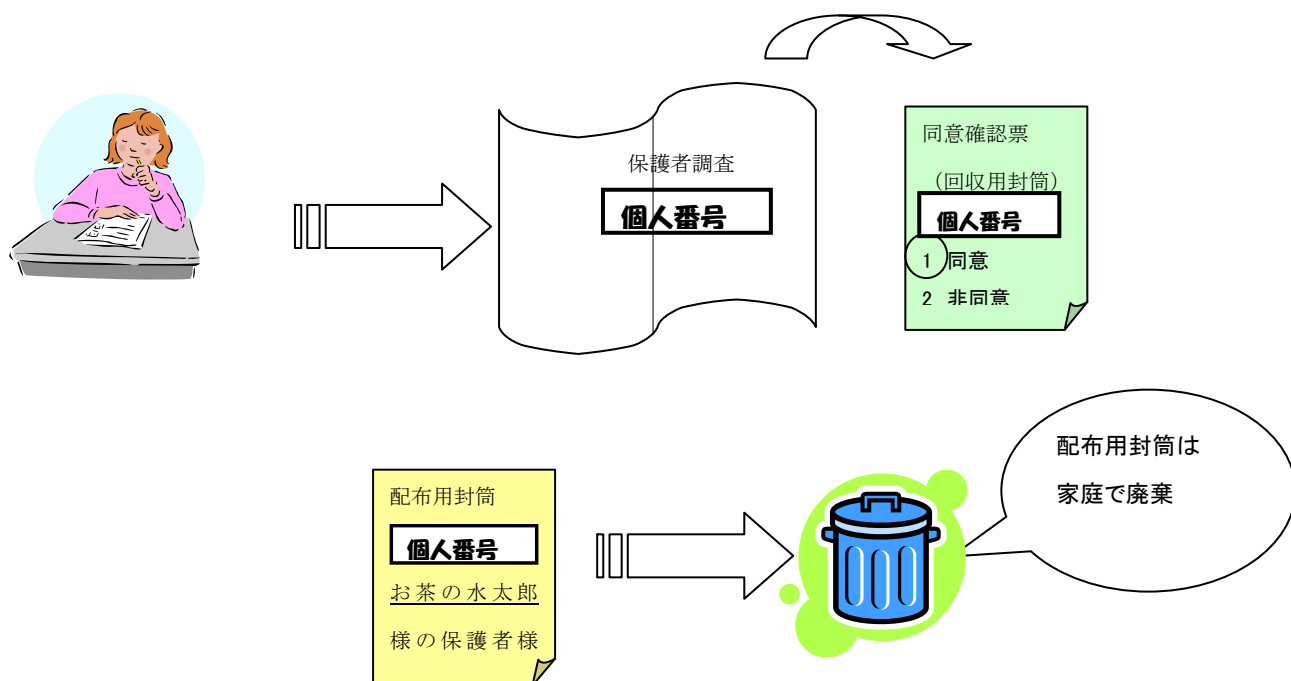 保護者調査
個人番号
同意確認票
（回収用封筒）
個人番号
1 同意
2 非同意
配布用封筒
個人番号
お茶の水太郎
様の保護者様
配布用封筒は
家庭で廃棄